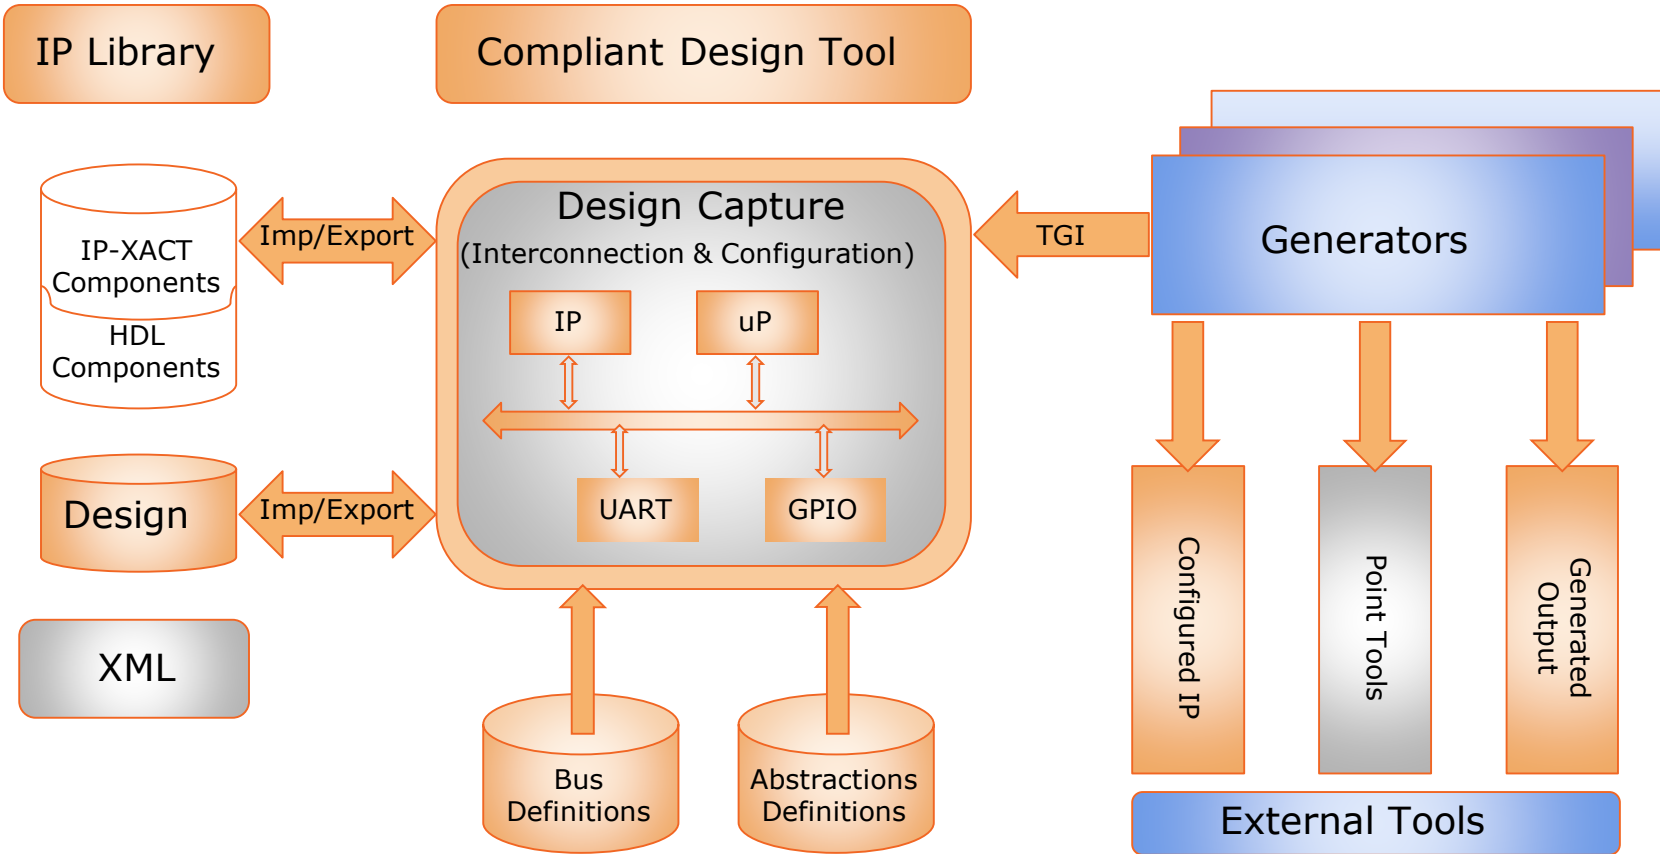 IP Library
Compliant Design Tool
Design Capture
(Interconnection & Configuration)
IP-XACT
Components
HDL
Components
Imp/Export
TGI
Generators
IP
uP
UART
GPIO
Design
Imp/Export
XML
Bus
Definitions
Abstractions
Definitions
Configured IP
Point Tools
Generated
Output
External Tools